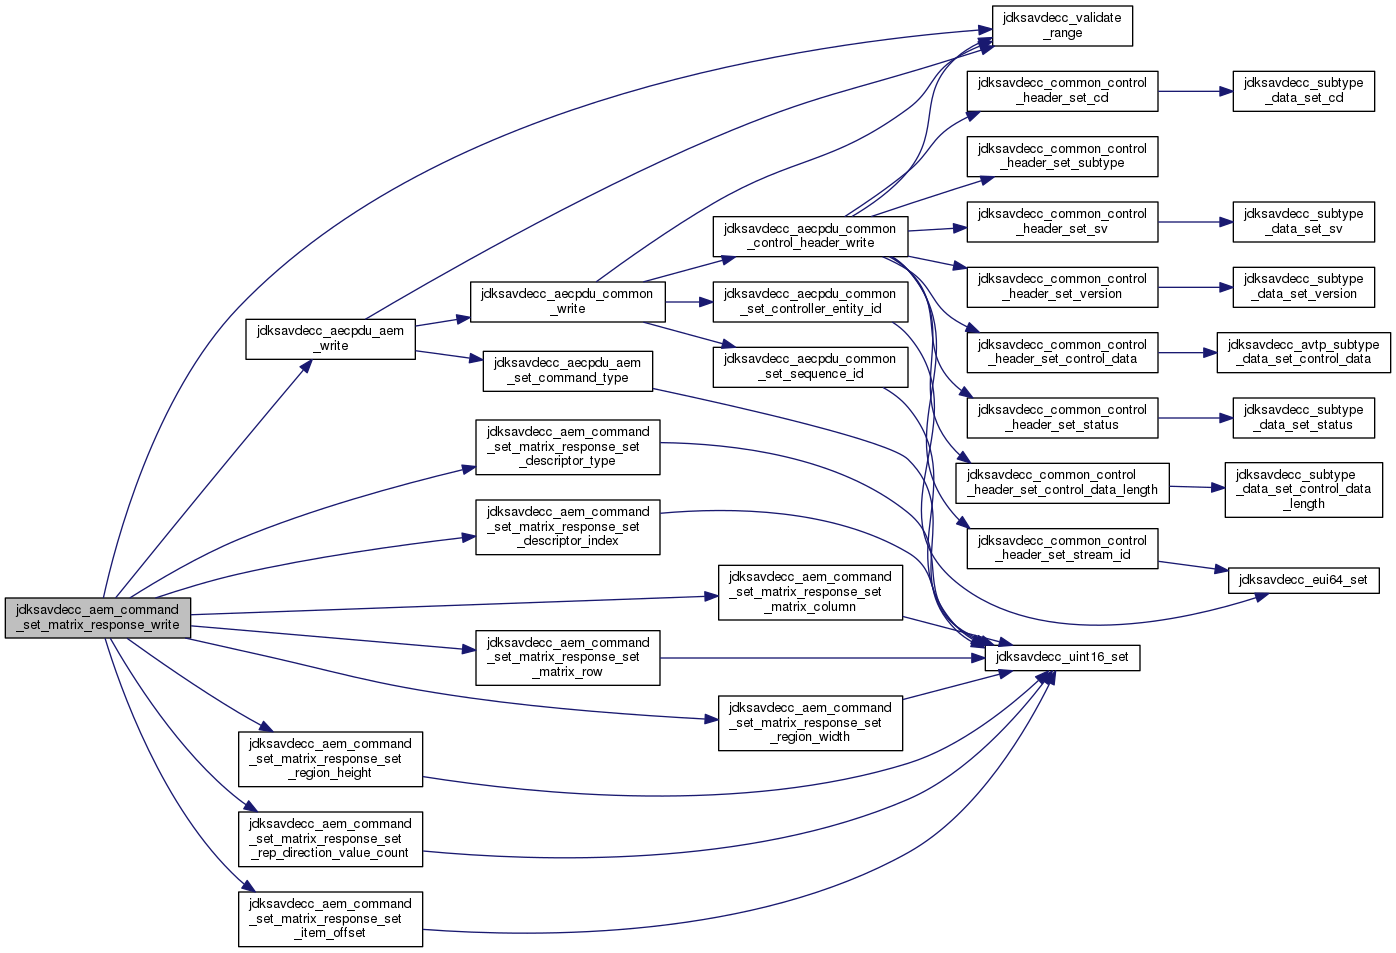 jdksavdecc_validate
_range
jdksavdecc_common_control
_header_set_cd
jdksavdecc_subtype
_data_set_cd
jdksavdecc_common_control
_header_set_subtype
jdksavdecc_aecpdu_common
_control_header_write
jdksavdecc_common_control
_header_set_sv
jdksavdecc_subtype
_data_set_sv
jdksavdecc_common_control
_header_set_version
jdksavdecc_subtype
_data_set_version
jdksavdecc_aecpdu_common
_write
jdksavdecc_aecpdu_common
_set_controller_entity_id
jdksavdecc_aecpdu_aem
_write
jdksavdecc_common_control
_header_set_control_data
jdksavdecc_avtp_subtype
_data_set_control_data
jdksavdecc_aecpdu_aem
_set_command_type
jdksavdecc_aecpdu_common
_set_sequence_id
jdksavdecc_common_control
_header_set_status
jdksavdecc_subtype
_data_set_status
jdksavdecc_aem_command
_set_matrix_response_set
_descriptor_type
jdksavdecc_common_control
_header_set_control_data_length
jdksavdecc_subtype
_data_set_control_data
_length
jdksavdecc_aem_command
_set_matrix_response_set
_descriptor_index
jdksavdecc_common_control
_header_set_stream_id
jdksavdecc_eui64_set
jdksavdecc_aem_command
_set_matrix_response_write
jdksavdecc_aem_command
_set_matrix_response_set
_matrix_column
jdksavdecc_aem_command
_set_matrix_response_set
_matrix_row
jdksavdecc_uint16_set
jdksavdecc_aem_command
_set_matrix_response_set
_region_width
jdksavdecc_aem_command
_set_matrix_response_set
_region_height
jdksavdecc_aem_command
_set_matrix_response_set
_rep_direction_value_count
jdksavdecc_aem_command
_set_matrix_response_set
_item_offset